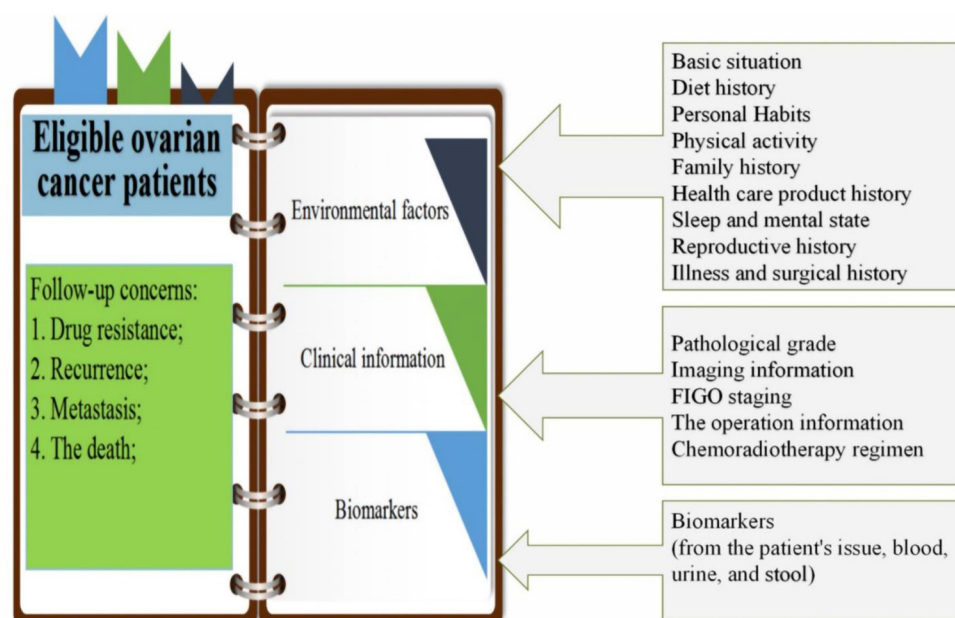 Eligible ovarian
cancer patients
Follow-up concerns:
1. Drug resistance;
2. Recurrence;
3. Metastasis;
4. The death;
Environmental factors
Clinical information
Biomarkers
Basic situation
Diet history
Personal Habits
Physical activity
Family history
Health care product history
Sleep and mental state
Reproductive history
Illness and surgical history
Pathological grade
Imaging information
FIGO staging
The operation information
Chemoradiotherapy regimen
Biomarkers
(from the patient's issue, blood,
urine, and stool)